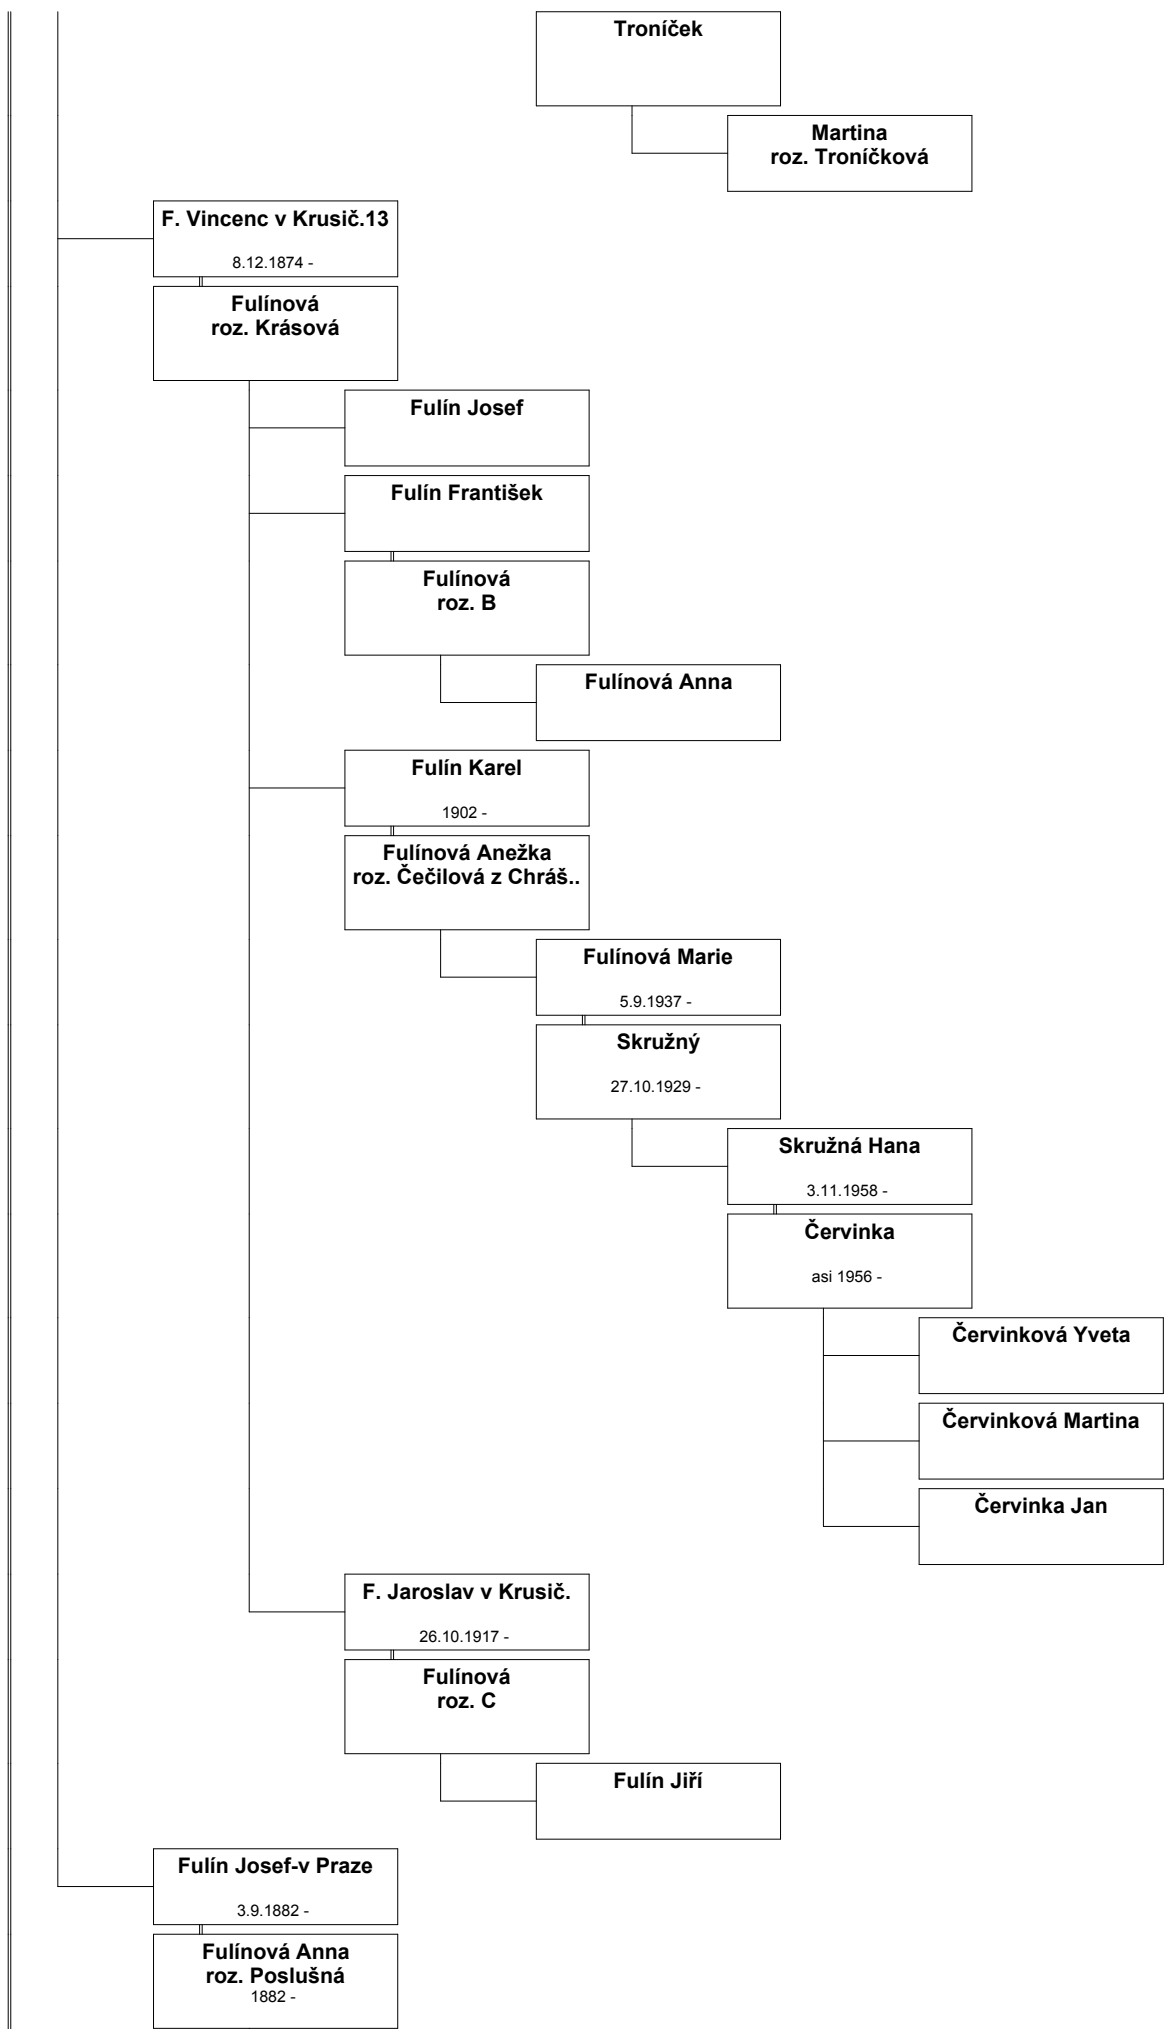 Troníček
Martina
roz. Troníčková
F. Vincenc v Krusič.13
8.12.1874 -
Fulínová
roz. Krásová
Fulín Josef
Fulín František
Fulínová
roz. B
Fulínová Anna
Fulín Karel
1902 -
Fulínová Anežka
roz. Čečilová z Chráš..
Fulínová Marie
5.9.1937 -
Skružný
27.10.1929 -
Skružná Hana
3.11.1958 -
Červinka
asi 1956 -
Červinková Yveta
Červinková Martina
Červinka Jan
F. Jaroslav v Krusič.
26.10.1917 -
Fulínová
roz. C
Fulín Jiří
Fulín Josef-v Praze
3.9.1882 -
Fulínová Anna
roz. Poslušná
1882 -